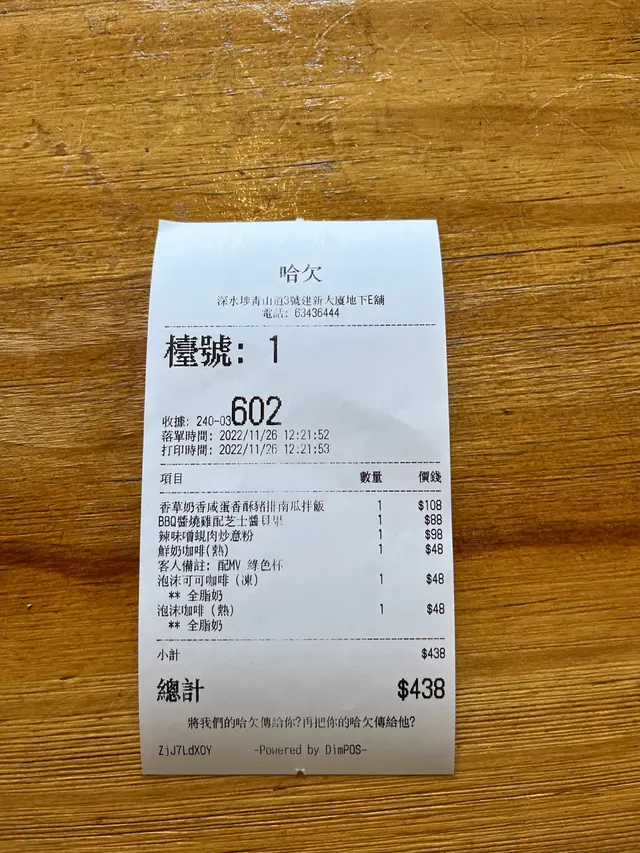 哈欠
深水埗青山道3號建新大廈地下E舖
電話: 63436444
檯號: 1
收據: 240-03602
落單時間: 2022/11/26 12:21:52
打印時間: 2022/11/26 12:21:53
項目 數量 價錢
香草奶香咸蛋香酥豬排南瓜拌飯 1 $108
BBQ醬燒雞配芝士醬貝果 1 $88
辣味噌蜆肉炒意粉 1 $98
鮮奶咖啡(熱) 1 $48
客人備註: 配MV 綠色杯
泡沫可可咖啡(凍) 1 $48
** 全脂奶
泡沫咖啡(熱) 1 $48
** 全脂奶
小計 $438
總計 $438
將我們的哈欠傳給你?再把你的哈欠傳給他?
ZjJ7LdXOY -Powered by DimPOS-